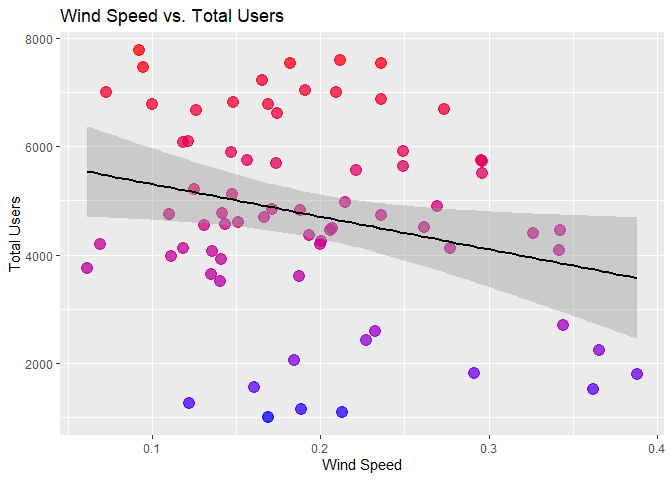 Wind Speed vs. Total Users
8000
6000
4000
2000
Total Users
0.1 0.2 0.3 0.4
Wind Speed